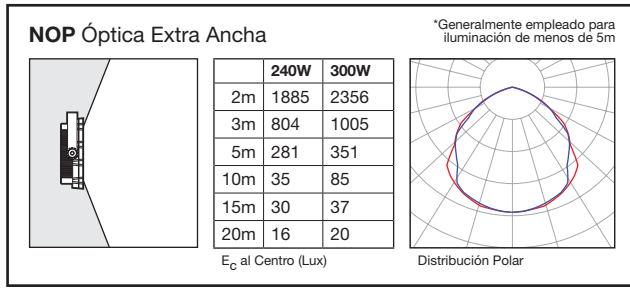 NOP Óptica Extra Ancha
*Generalmente empleado para
iluminación de menos de 5m
240W 300W
2m 1885 2356
3m 804 1005
5m 281 351
10m 35 85
15m 30 37
20m 16 20
EC al Centro (Lux)
Distribución Polar